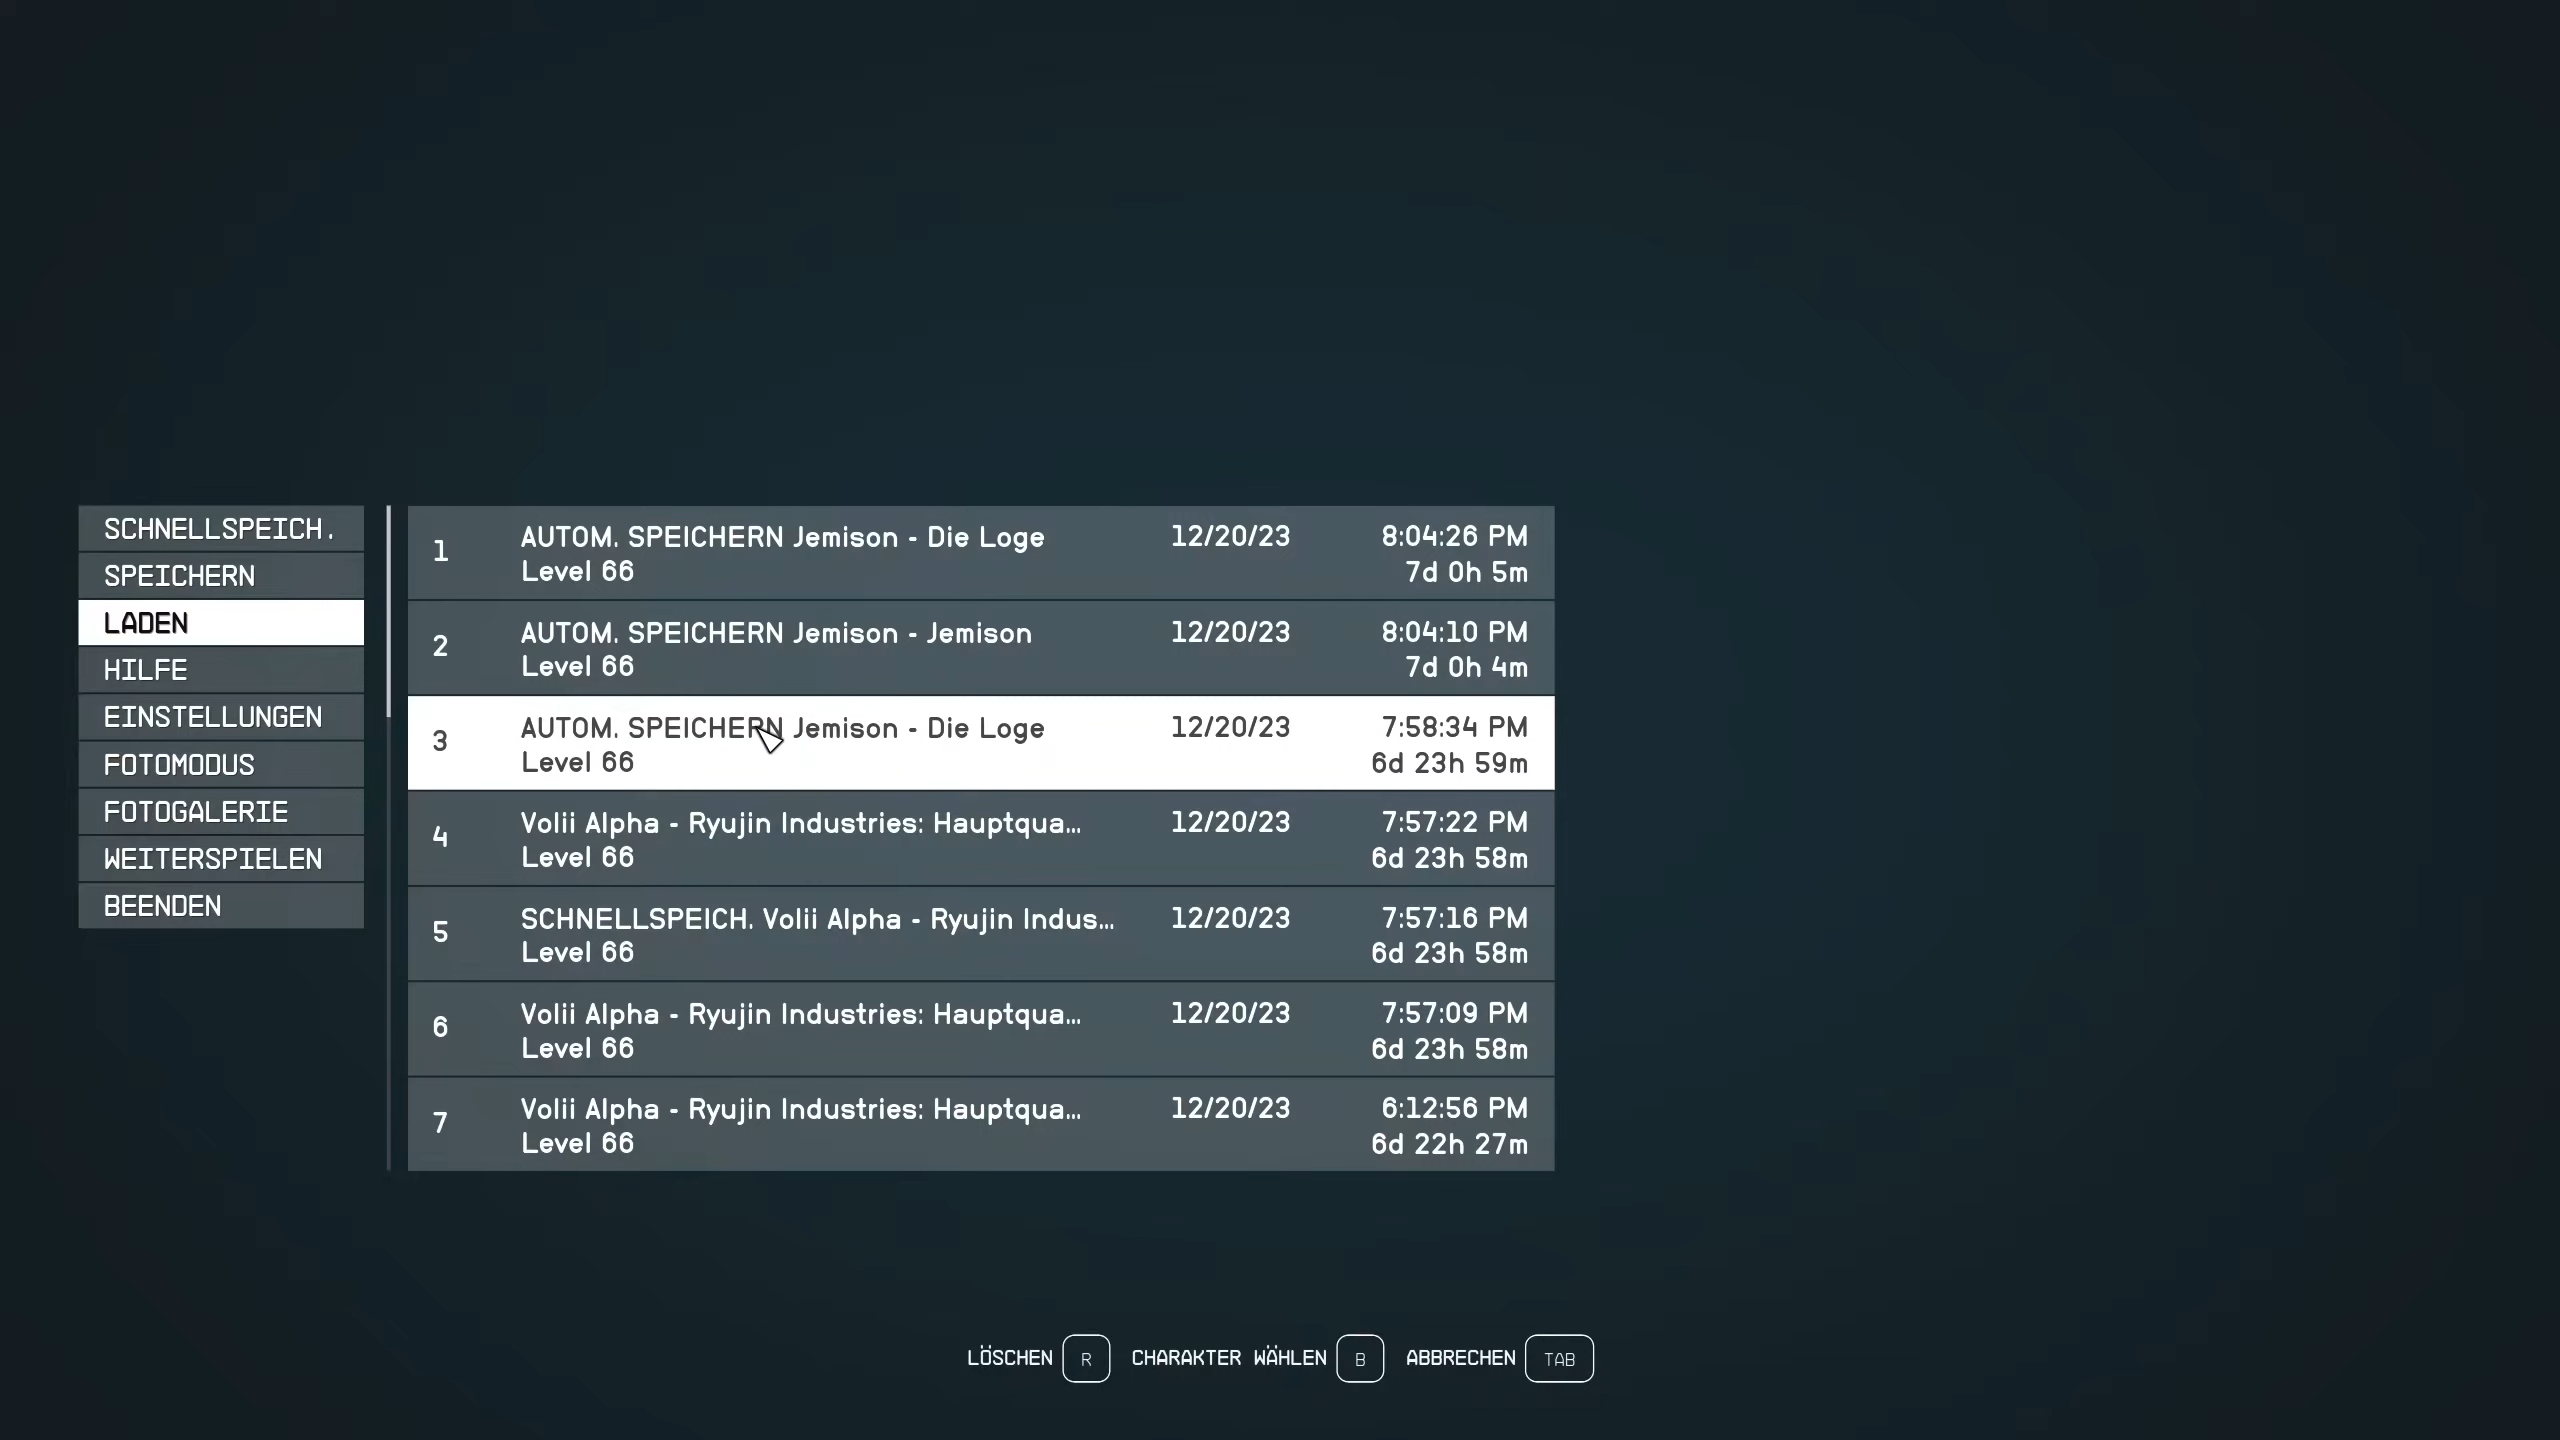 SCHNELLSPEICH.
SPEICHERN
LADEN
HILFE
EINSTELLUNGEN
FOTOMODUS
FOTOGALERIE
WEITERSPIELEN
BEENDEN
1 AUTOM. SPEICHERN Jemison - Die Loge 12/20/23 8:04:26 PM
Level 66 7d 0h 5m
2 AUTOM. SPEICHERN Jemison - Jemison 12/20/23 8:04:10 PM
Level 66 7d 0h 4m
3 AUTOM. SPEICHERN Jemison - Die Loge 12/20/23 7:58:34 PM
Level 66 6d 23h 59m
4 Volii Alpha - Ryujin Industries: Hauptqua... 12/20/23 7:57:22 PM
Level 66 6d 23h 58m
5 SCHNELLSPEICH. Volii Alpha - Ryujin Indus... 12/20/23 7:57:16 PM
Level 66 6d 23h 58m
6 Volii Alpha - Ryujin Industries: Hauptqua... 12/20/23 7:57:09 PM
Level 66 6d 23h 58m
7 Volii Alpha - Ryujin Industries: Hauptqua... 12/20/23 6:12:56 PM
Level 66 6d 22h 27m
LÖSCHEN R CHARAKTER WÄHLEN B ABBRECHEN TAB